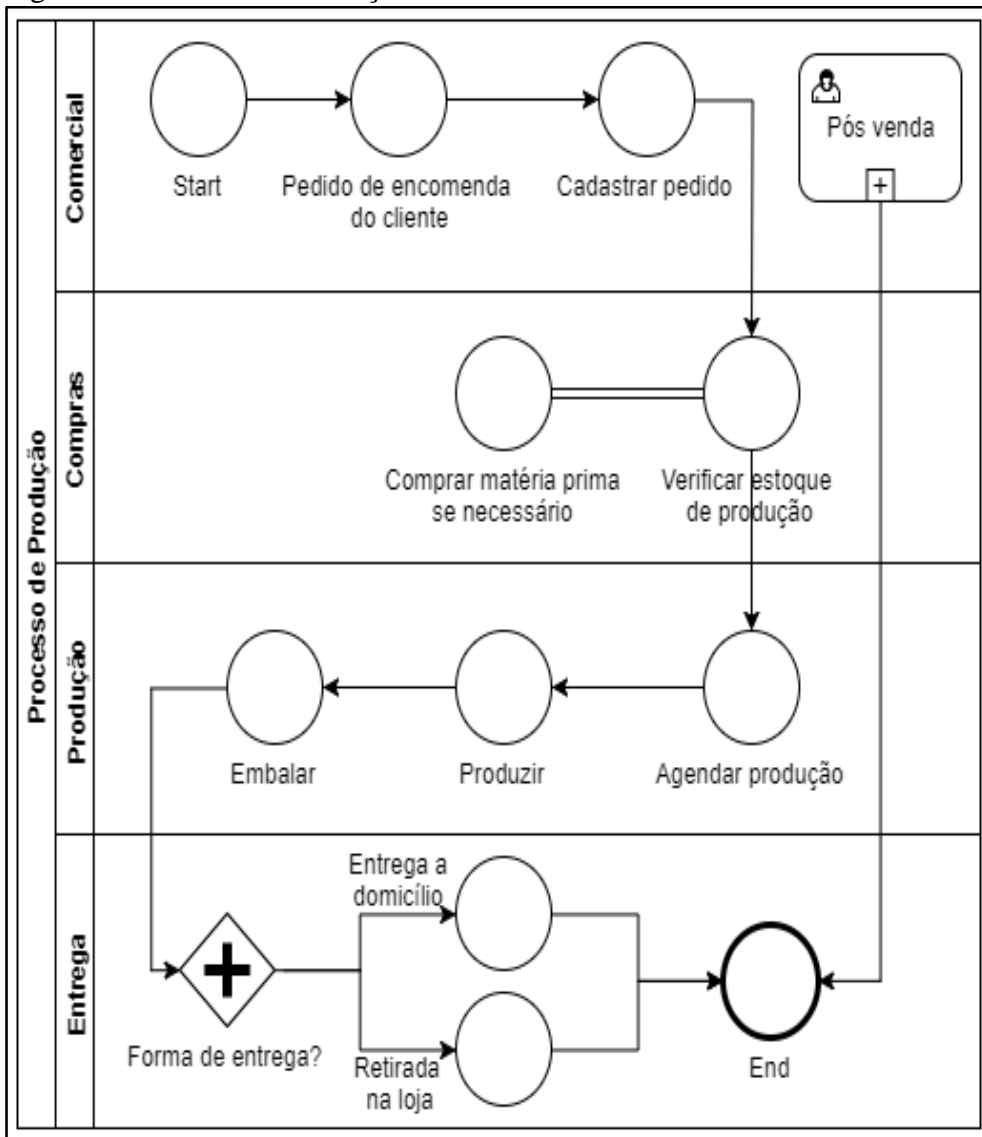 Processo de Produção
Comercial
Start
Pedido de encomenda
do cliente
Cadastrar pedido
Pós venda
Compras
Comprar matéria prima
se necessário
Verificar estoque
de produção
Produção
Embalar
Produzir
Agendar produção
Entrega
Forma de entrega?
Entrega a
domicílio
Retirada
na loja
End